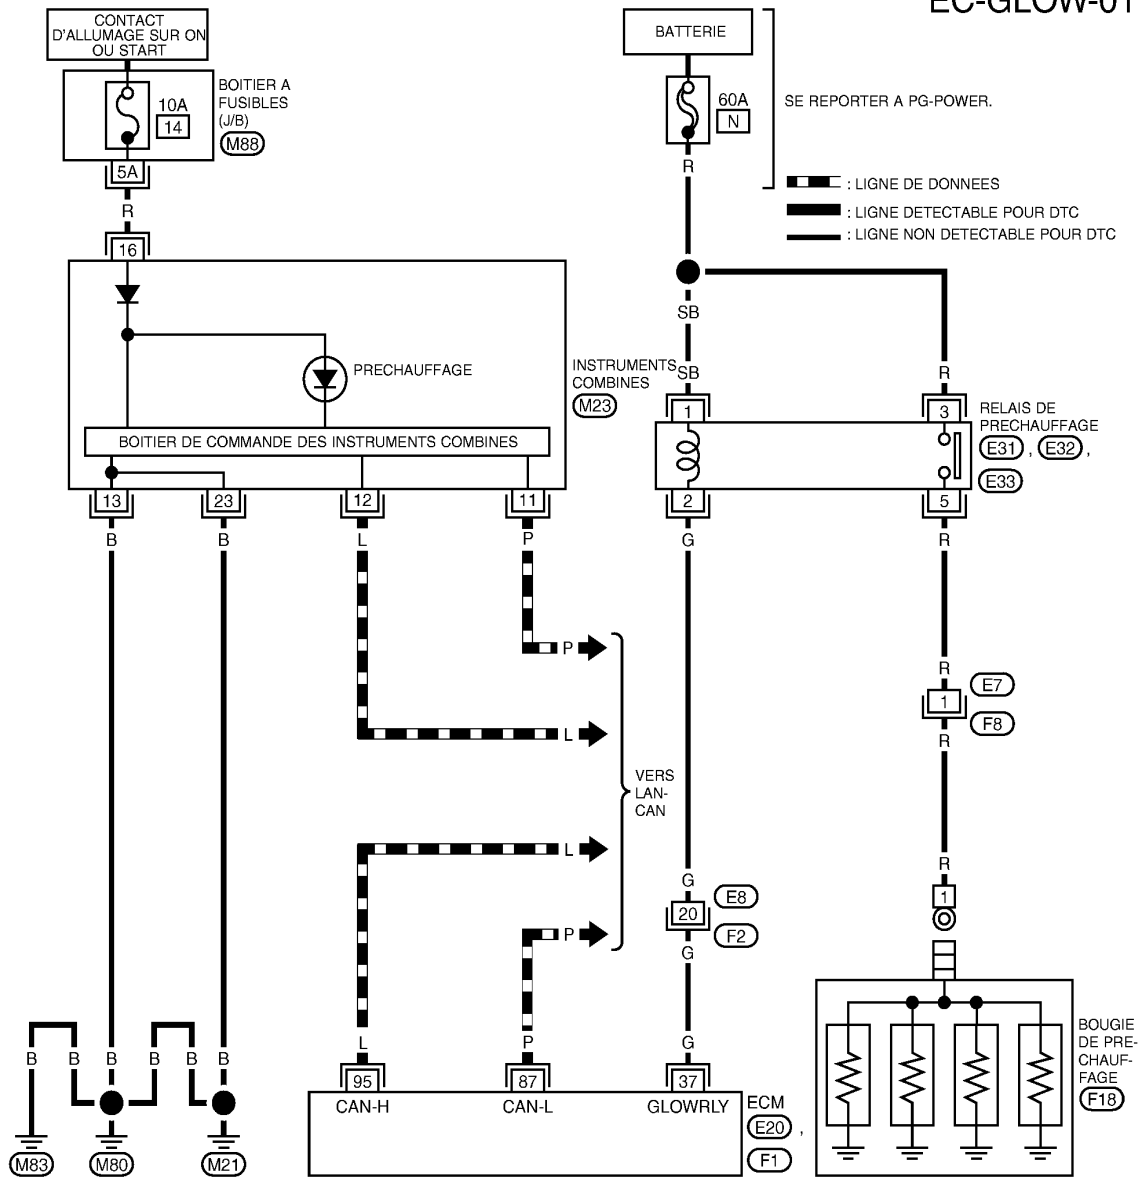 EC-GLOW-01
CONTACT
D'ALLUMAGE SUR ON
OU START
BATTERIE
BOITIER A
FUSIBLES
(J/B)
M88
10A
14
5A
R
16
60A
N
R
SE REPORTER A PG-POWER.
: LIGNE DE DONNEES
: LIGNE DETECTABLE POUR DTC
: LIGNE NON DETECTABLE POUR DTC
SB
SB
R
PRECHAUFFAGE
INSTRUMENTS
COMBINES
M23
BOITIER DE COMMANDE DES INSTRUMENTS COMBINES
1
3
RELAIS DE
PRECHAUFFAGE
E31 , E32 ,
E33
13
23
12
11
2
5
B
B
L
P
G
R
P
L
L
P
VERS
LAN-
CAN
R
1
E7
F8
R
G
20
E8
F2
G
R
1
B
B
B
B
B
B
L
P
G
M83
M80
M21
95
87
37
CAN-H
CAN-L
GLOWRLY
ECM
E20 ,
F1
BOUGIE
DE PRE-
CHAUF-
FAGE
F18